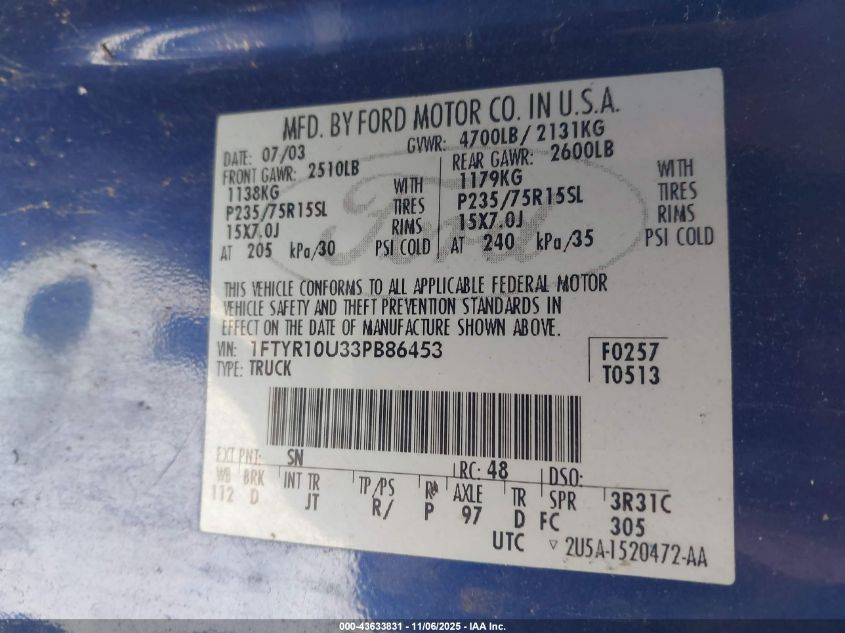 MFD. BY FORD MOTOR CO. IN U.S.A.
DATE: 07/03 GVWR: 4700LB/ 2131KG
FRONT GAWR: 2510LB REAR GAWR: 2600LB
1138KG WITH 1179KG WITH
P235/75R15SL TIRES P235/75R15SL TIRES
15X7.0J RIMS 15X7.0J RIMS
AT 205 kPa/30 PSI COLD AT 240 kPa/35 PSI COLD
Ford
THIS VEHICLE CONFORMS TO ALL APPLICABLE FEDERAL MOTOR
VEHICLE SAFETY AND THEFT PREVENTION STANDARDS IN
EFFECT ON THE DATE OF MANUFACTURE SHOWN ABOVE.
VIN: 1FTYR10U33PB86453 F0257
TYPE: TRUCK T0513
EXT PNT: SN RC: 48 DSO:
WB BRK INT TR TP/PS R AXLE TR SPR 3R31C
112 D JT R/ P 97 D FC 305
UTC ▽ 2U5A-1520472-AA
000-43633831 - 11/06/2025 - IAA Inc.